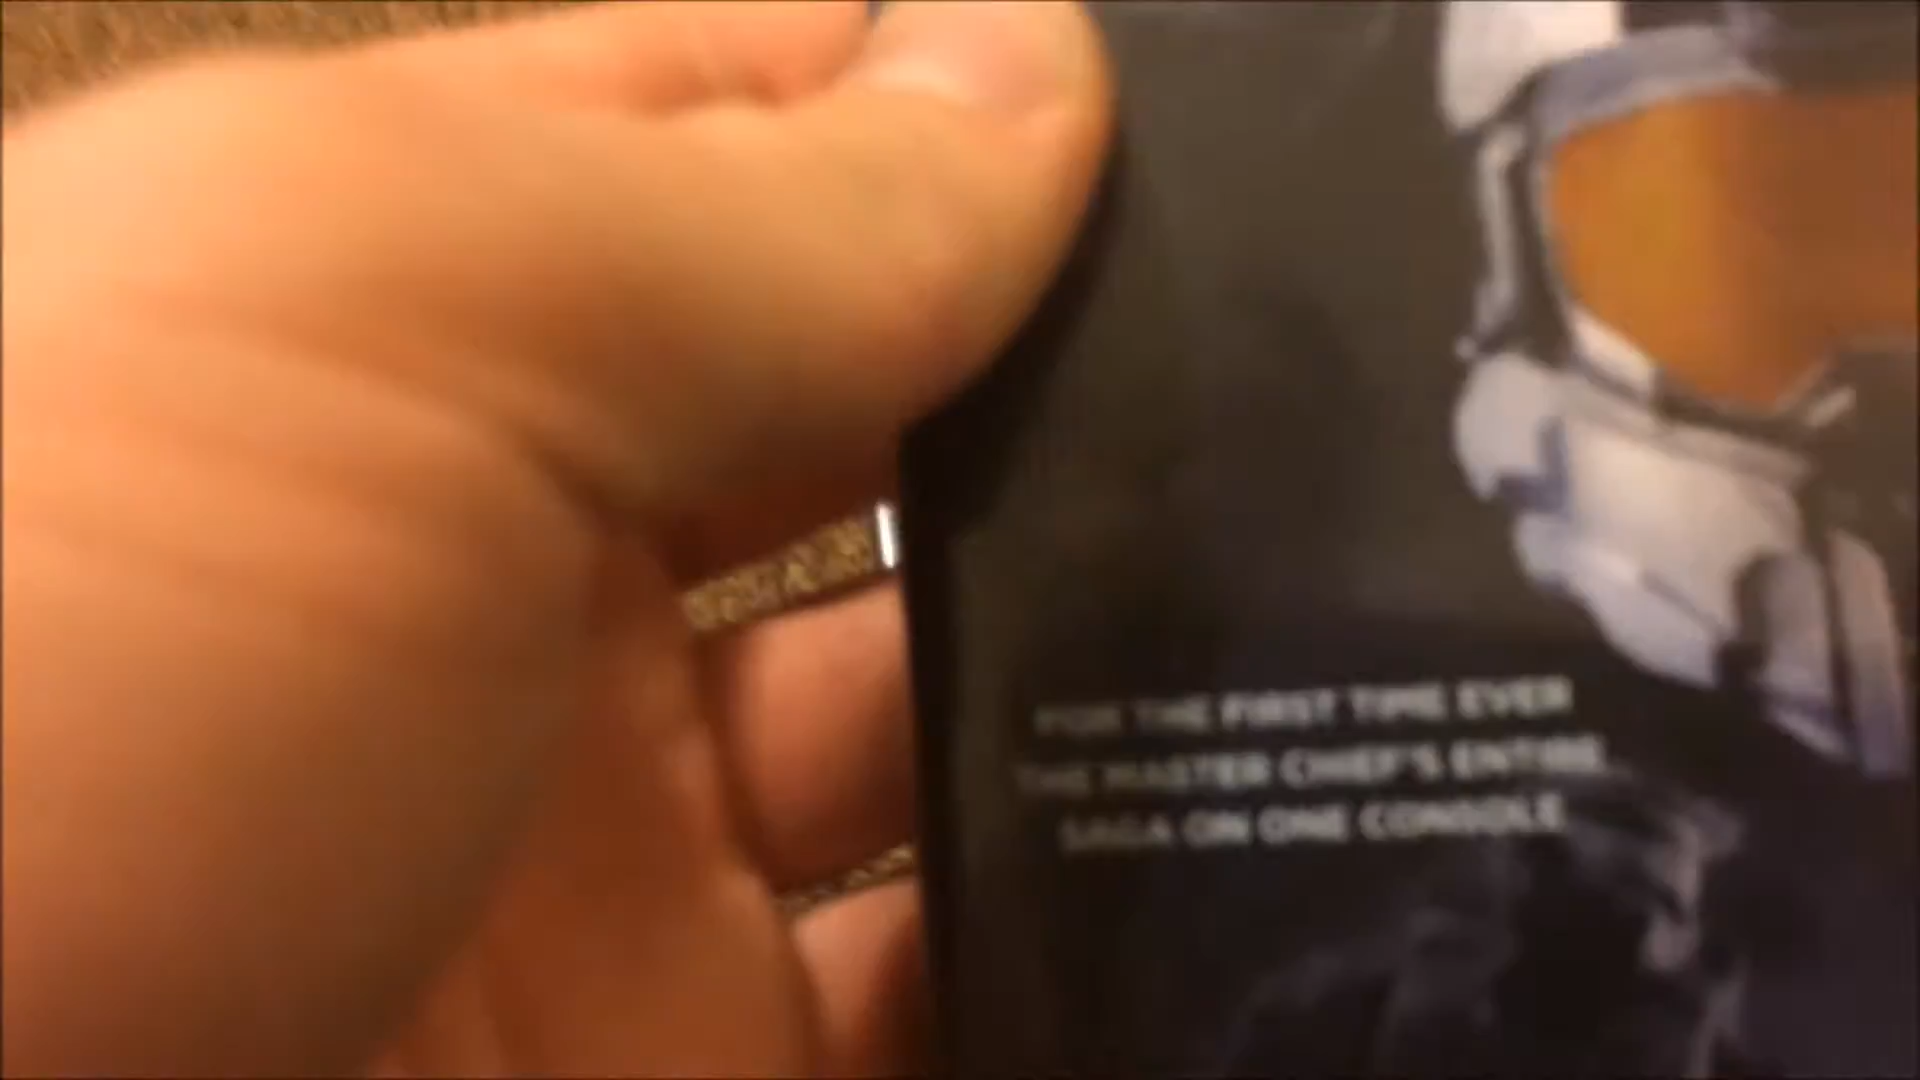 FOR THE FIRST TIME EVER
THE MASTER CHIEF'S ENTIRE
SAGA ON ONE CONSOLE